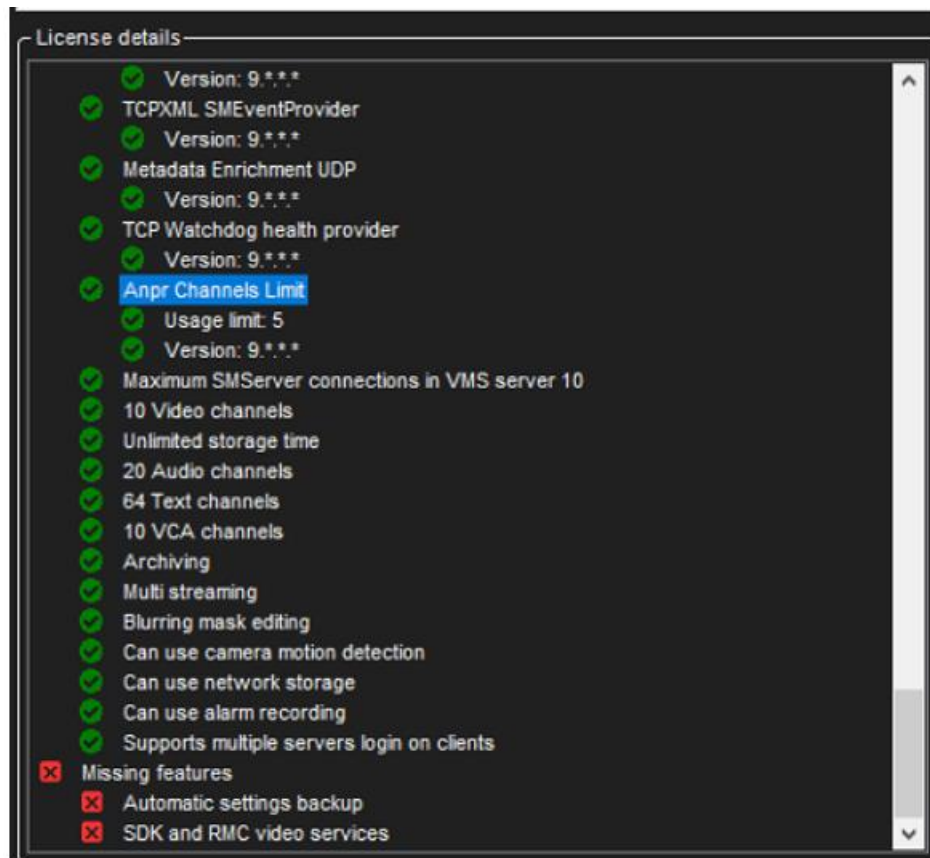 License details
Version: 9.*.*.*
TCPXML SMEventProvider
Version: 9.*.*.*
Metadata Enrichment UDP
Version: 9.*.*.*
TCP Watchdog health provider
Version: 9.*.*.*
Anpr Channels Limit
Usage limit: 5
Version: 9.*.*.*
Maximum SMServer connections in VMS server 10
10 Video channels
Unlimited storage time
20 Audio channels
64 Text channels
10 VCA channels
Archiving
Multi streaming
Blurring mask editing
Can use camera motion detection
Can use network storage
Can use alarm recording
Supports multiple servers login on clients
Missing features
Automatic settings backup
SDK and RMC video services